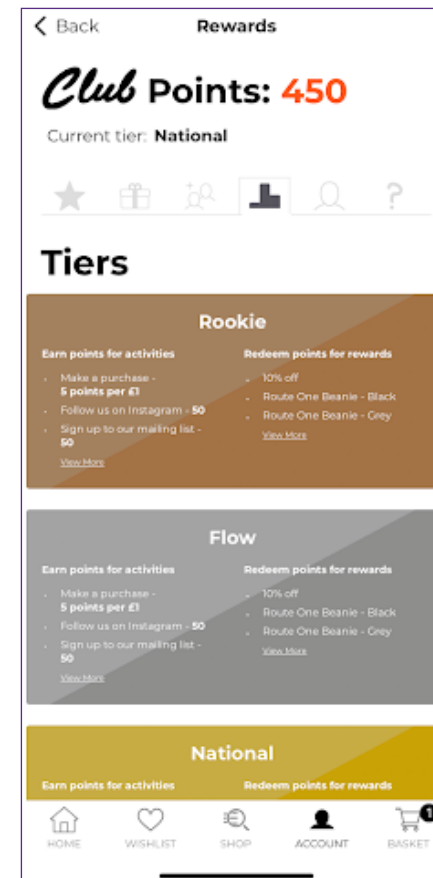 Back Rewards
Club Points: 450
Current tier: National
?
Tiers
Rookie
Earn points for activities Redeem points for rewards
Make a purchase - 10% off
5 points per £1 Route One Beanie - Black
Follow us on Instagram - 50 Route One Beanie - Grey
Sign up to our mailing list - View More
50
View More
Flow
Earn points for activities Redeem points for rewards
Make a purchase - 10% off
5 points per £1 Route One Beanie - Black
Follow us on Instagram - 50 Route One Beanie - Grey
Sign up to our mailing list - View More
50
View More
National
Earn points for activities Redeem points for rewards
1
HOME WISHLIST SHOP ACCOUNT BASKET